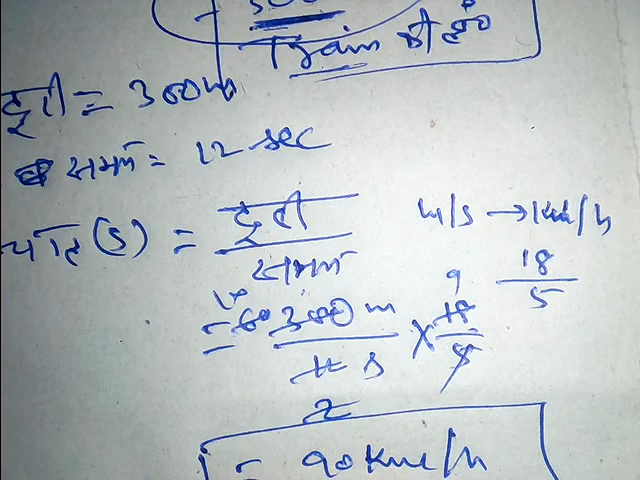 Train की लं०
दूरी = 300m
समय = 12 sec
चाल (s) = दूरी / समय
m/s → km/h
18 / 5
= 300 m / 12 s × 18 / 5
= 90 km/h